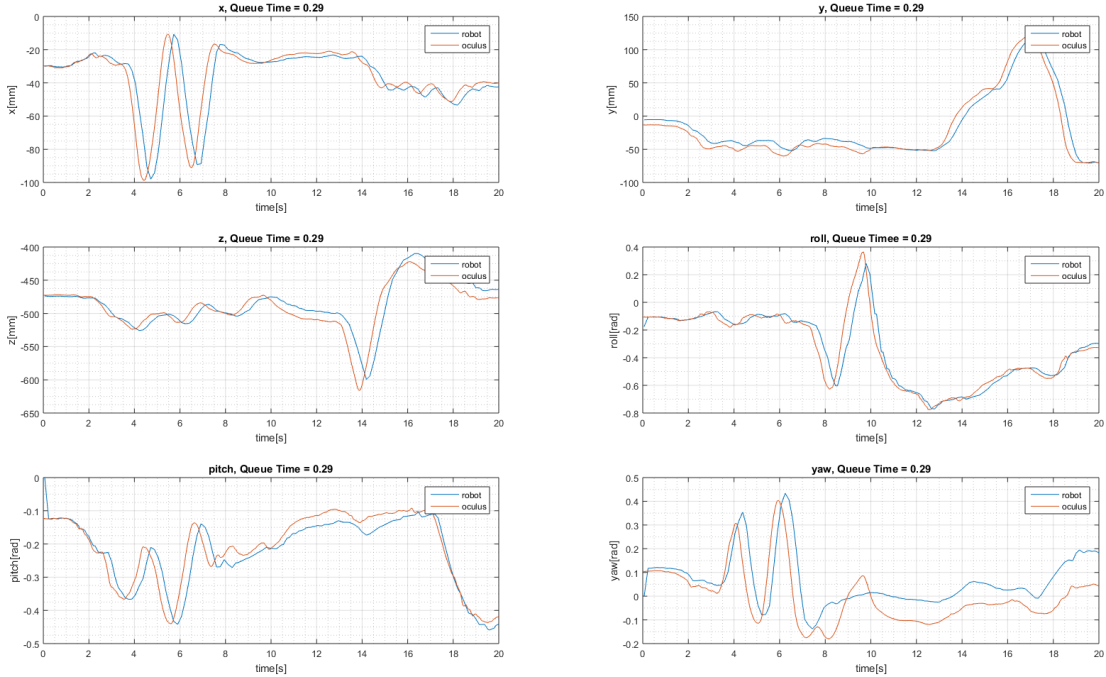 x, Queue Time = 0.29
0
-20
-40
-60
-80
-100
x[mm]
0 2 4 6 8 10 12 14 16 18 20
time[s]
robot
oculus
y, Queue Time = 0.29
150
100
50
0
-50
-100
y[mm]
0 2 4 6 8 10 12 14 16 18 20
time[s]
robot
oculus
z, Queue Time = 0.29
-400
-450
-500
-550
-600
-650
z[mm]
0 2 4 6 8 10 12 14 16 18 20
time[s]
robot
oculus
roll, Queue Timee = 0.29
0.4
0.2
0
-0.2
-0.4
-0.6
-0.8
roll[rad]
0 2 4 6 8 10 12 14 16 18 20
time[s]
robot
oculus
pitch, Queue Time = 0.29
0
-0.1
-0.2
-0.3
-0.4
-0.5
pitch[rad]
0 2 4 6 8 10 12 14 16 18 20
time[s]
robot
oculus
yaw, Queue Time = 0.29
0.5
0.4
0.3
0.2
0.1
0
-0.1
-0.2
yaw[rad]
0 2 4 6 8 10 12 14 16 18 20
time[s]
robot
oculus